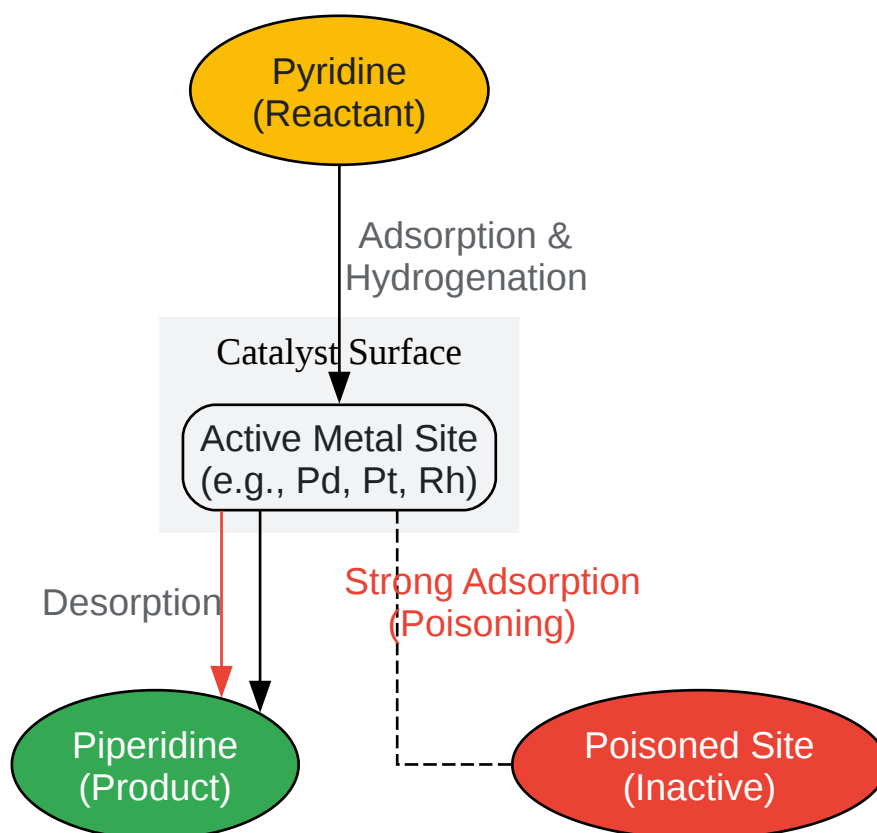 Pyridine
(Reactant)
Adsorption &
Hydrogenation
Catalyst Surface
Active Metal Site
(e.g., Pd, Pt, Rh)
Desorption
Strong Adsorption
(Poisoning)
Piperidine
(Product)
Poisoned Site
(Inactive)